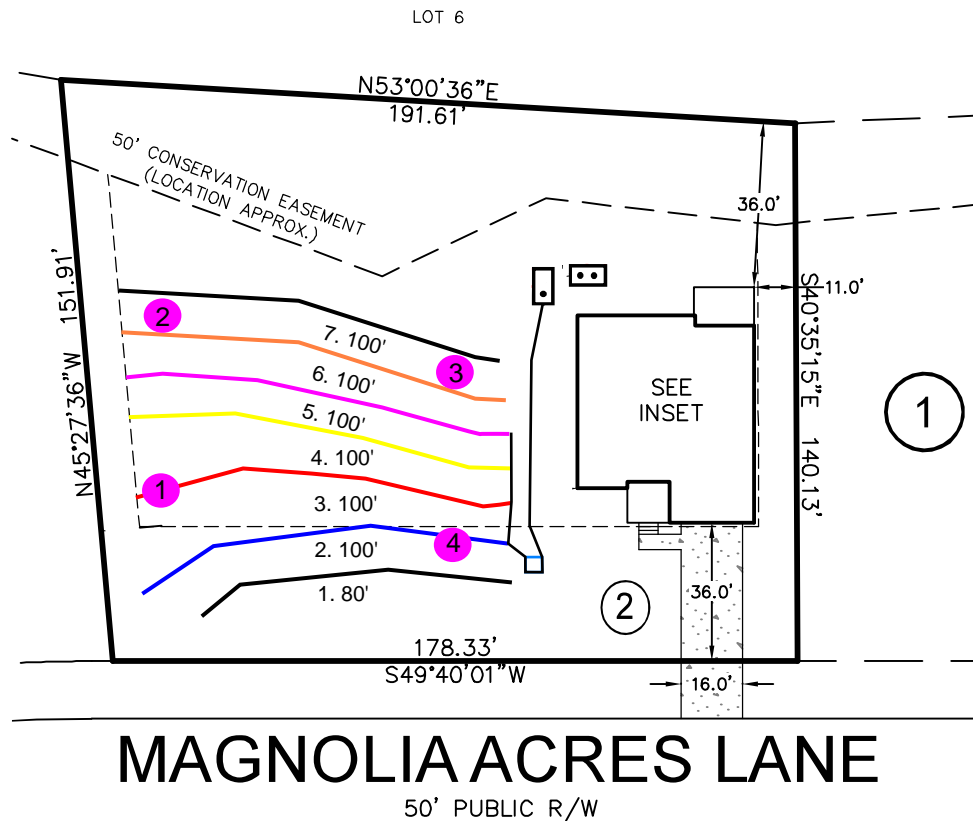 LOT 6
N53°00'36"E
191.61'
50' CONSERVATION EASEMENT
(LOCATION APPROX.)
36.0'
11.0'
S40°35'15"E 140.13'
N45°27'36"W 151.91'
2
7. 100'
3
6. 100'
5. 100'
4. 100'
1
3. 100'
2. 100'
4
1. 80'
SEE
INSET
1
2
36.0'
16.0'
178.33'
S49°40'01"W
MAGNOLIA ACRES LANE
50' PUBLIC R/W